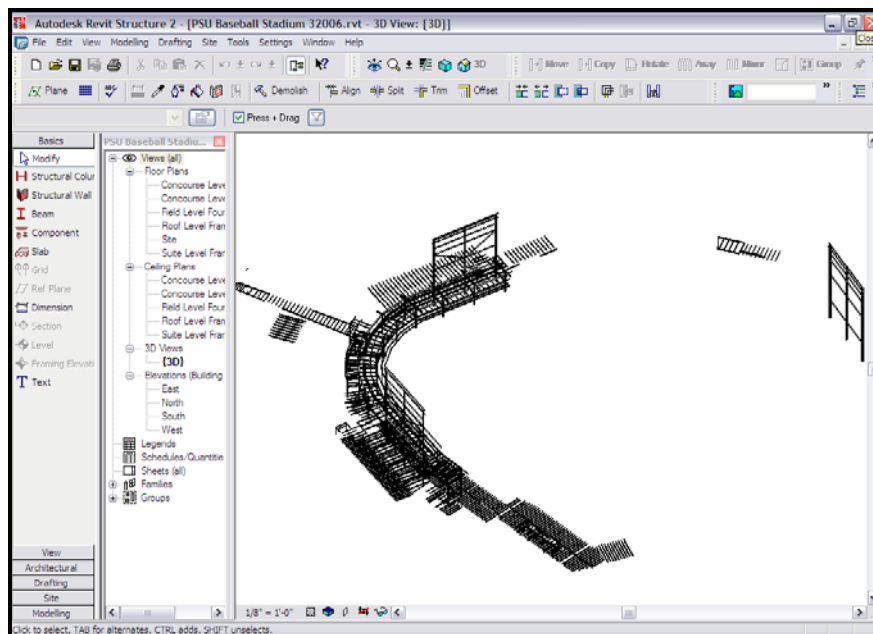 Autodesk Revit Structure 2 - [PSU Baseball Stadium 32006.rvt - 3D View: {3D}]
Clos
File Edit View Modelling Drafting Site Tools Settings Window Help
3D Move Copy Rotate Array Mirror Group
Plane Demolish Align Split Trim Offset
Press + Drag
Basics
Modify
Structural Colur
Structural Wall
Beam
Component
Slab
Grid
Ref Plane
Dimension
Section
Level
Framing Elevati
Text
View
Architectural
Drafting
Site
Modelling
PSU Baseball Stadiu...
Views (all)
Floor Plans
Concourse Leve
Concourse Leve
Field Level Four
Roof Level Fran
Site
Suite Level Frar
Ceiling Plans
Concourse Leve
Concourse Leve
Field Level Four
Roof Level Fran
Suite Level Frar
3D Views
{3D}
Elevations (Building
East
North
South
West
Legends
Schedules/Quantitie
Sheets (all)
Families
Groups
1/8" = 1'-0"
Click to select, TAB for alternates, CTRL adds, SHIFT unselects.